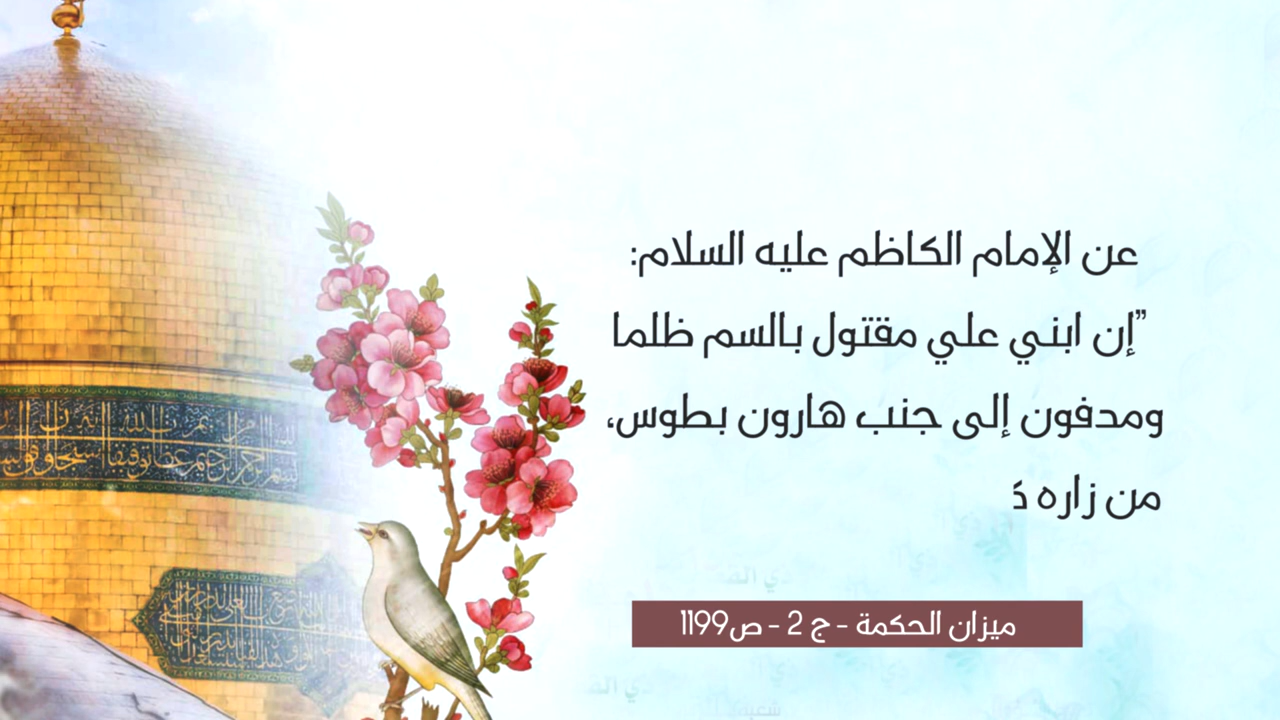 عن الإمام الكاظم عليه السلام:
"إن ابني علي مقتول بالسم ظلما
ومدفون إلى جنب هارون بطوس،
من زاره ك
ميزان الحكمة - ج 2 - ص1199